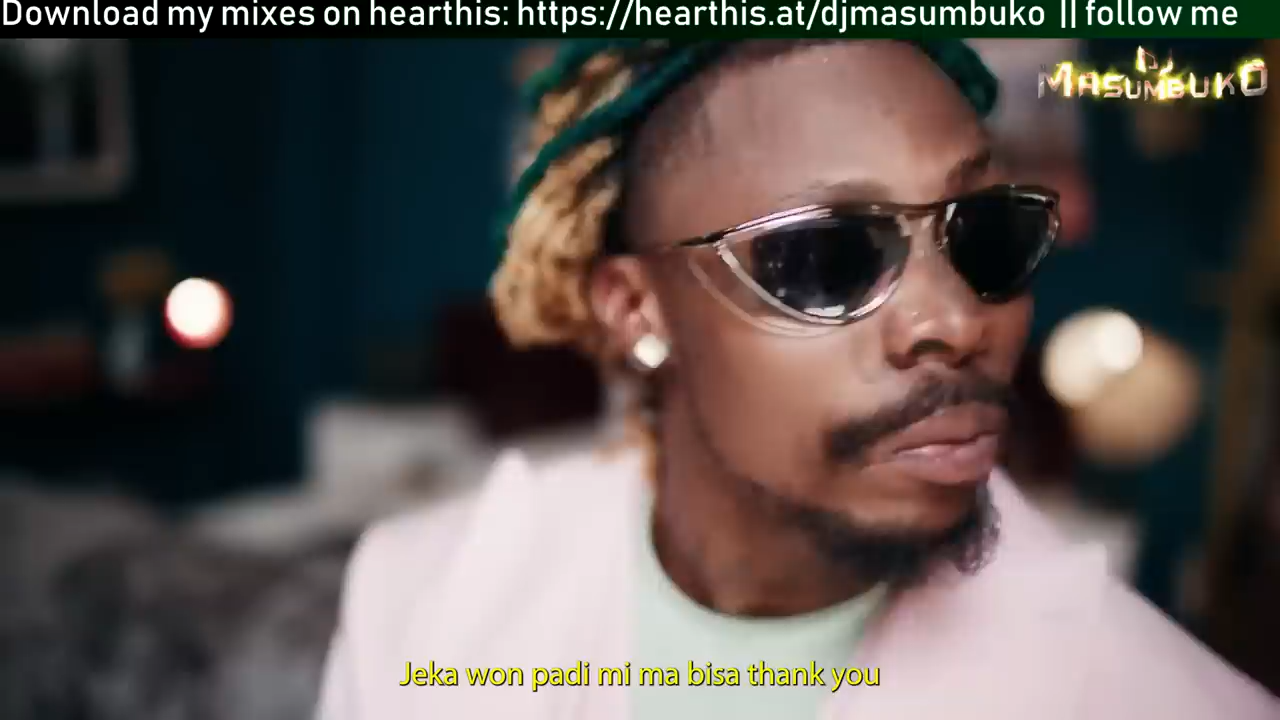 Download my mixes on hearthis: https://hearthis.at/djmasumbuko || follow me
DJ
MASUMBUKO
Jeka won padi mi ma bisa thank you